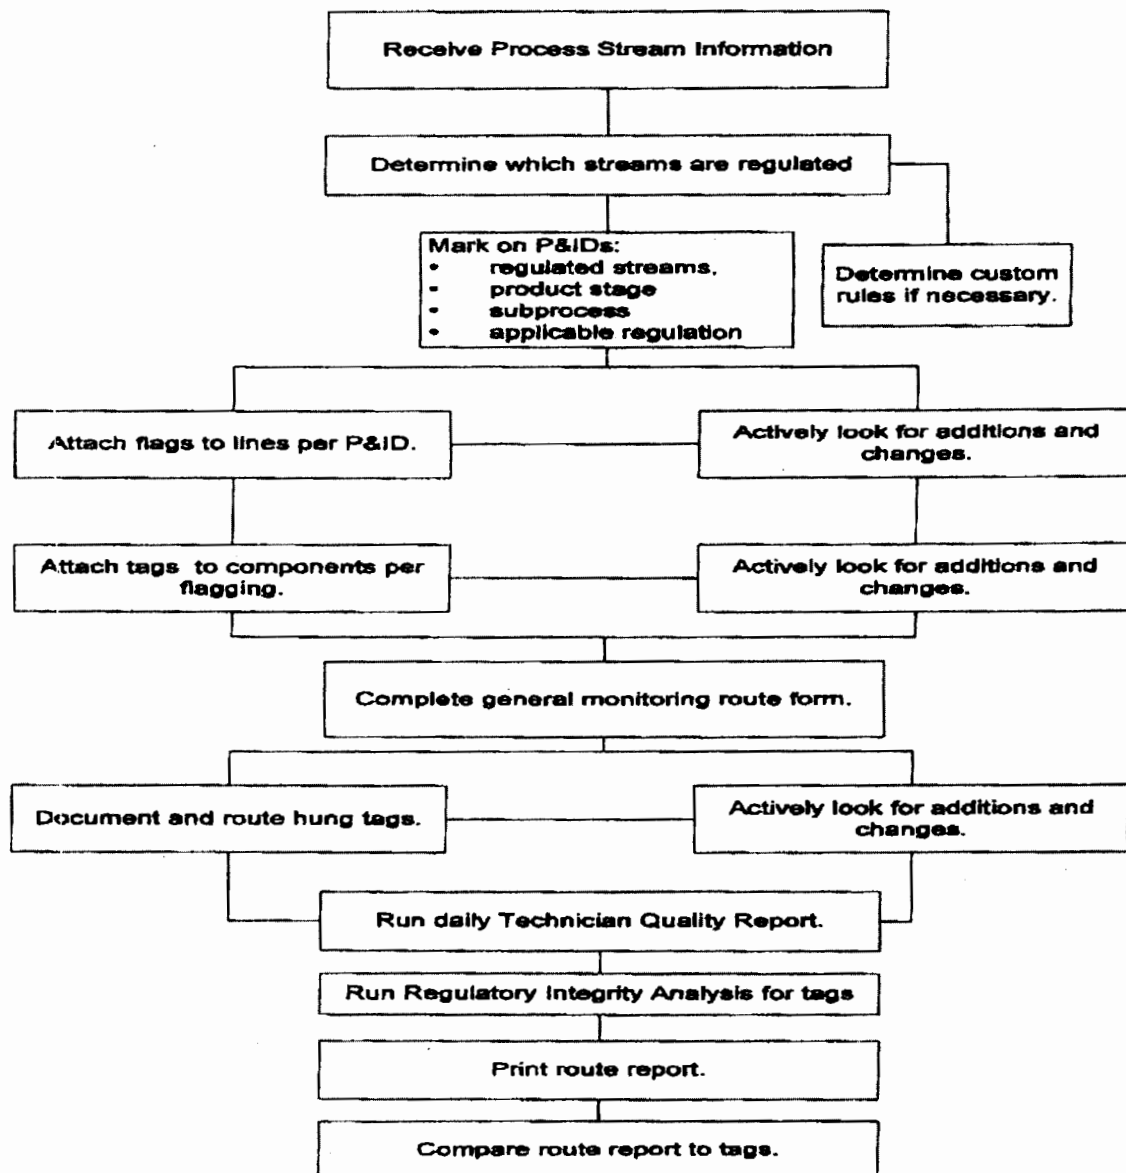 Receive Process Stream Information
Determine which streams are regulated
Mark on P&IDs:
• regulated streams,
• product stage
• subprocess
• applicable regulation
Determine custom
rules if necessary.
Attach flags to lines per P&ID.
Actively look for additions and
changes.
Attach tags to components per
flagging.
Actively look for additions and
changes.
Complete general monitoring route form.
Document and route hung tags.
Actively look for additions and
changes.
Run daily Technician Quality Report.
Run Regulatory Integrity Analysis for tags
Print route report.
Compare route report to tags.